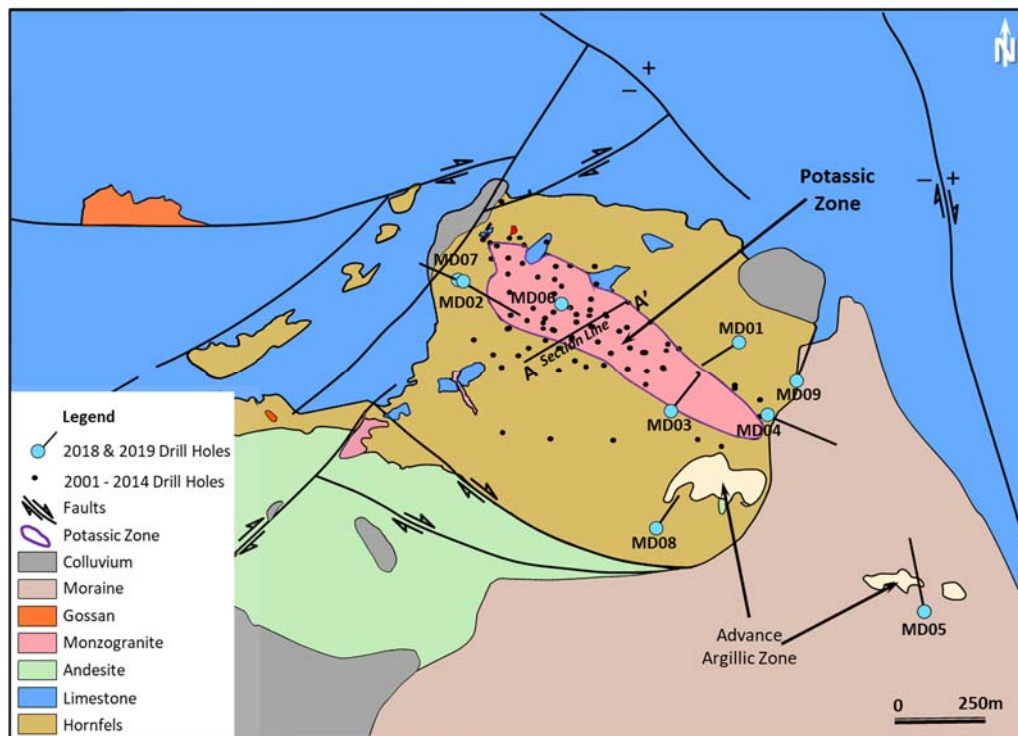 N
+
−
− +
Potassic
Zone
MD07
MD02
MD06
A'
Section Line
A
MD01
MD09
MD03
MD04
MD08
MD05
Advance
Argillic Zone
0 250m
Legend
2018 & 2019 Drill Holes
2001 - 2014 Drill Holes
Faults
Potassic Zone
Colluvium
Moraine
Gossan
Monzogranite
Andesite
Limestone
Hornfels